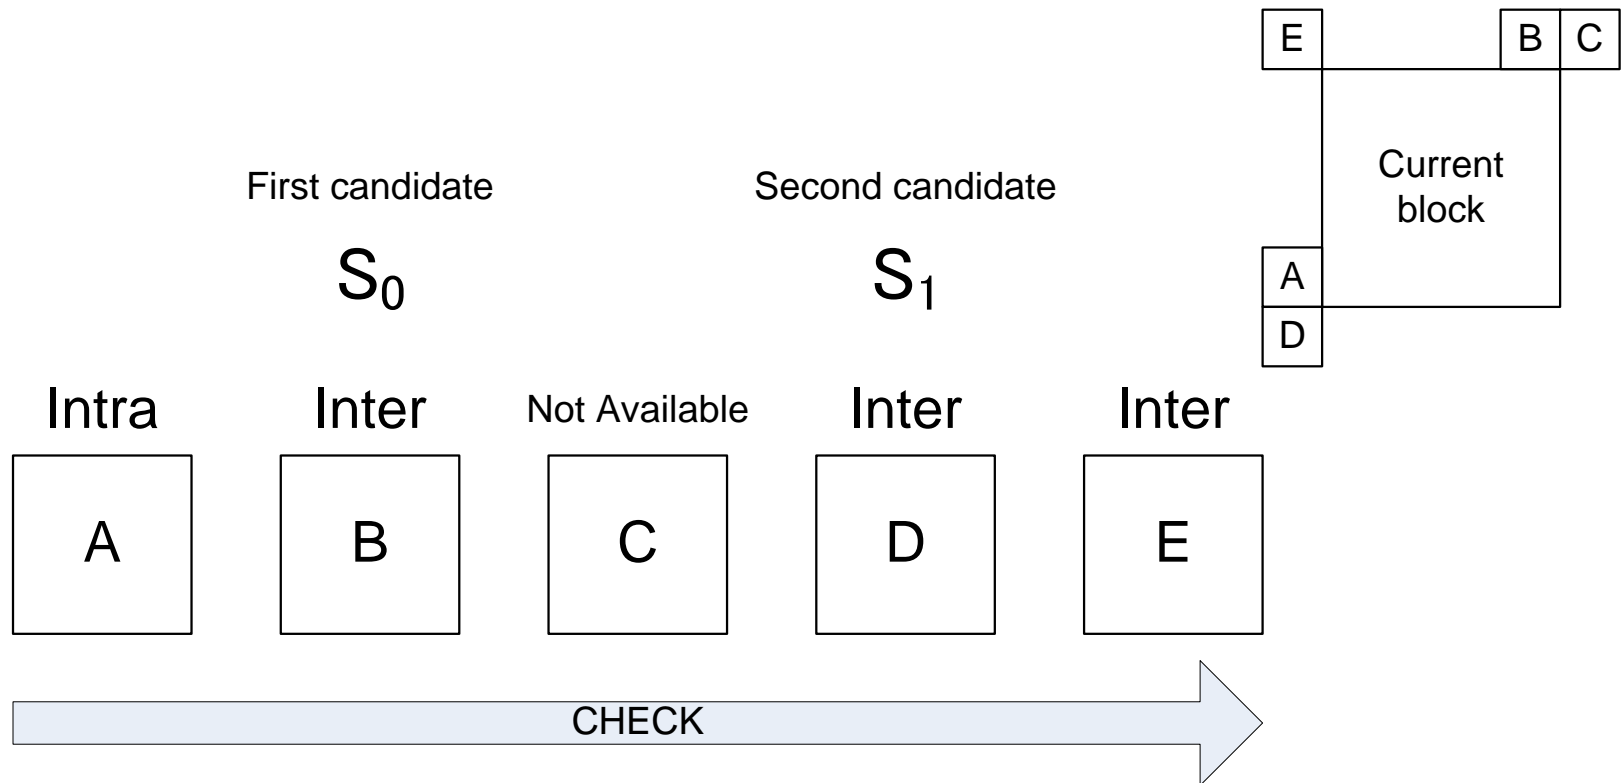 E
B
C
Current
block
A
D
First candidate
Second candidate
S₀
S₁
Intra
Inter
Not Available
Inter
Inter
A
B
C
D
E
CHECK